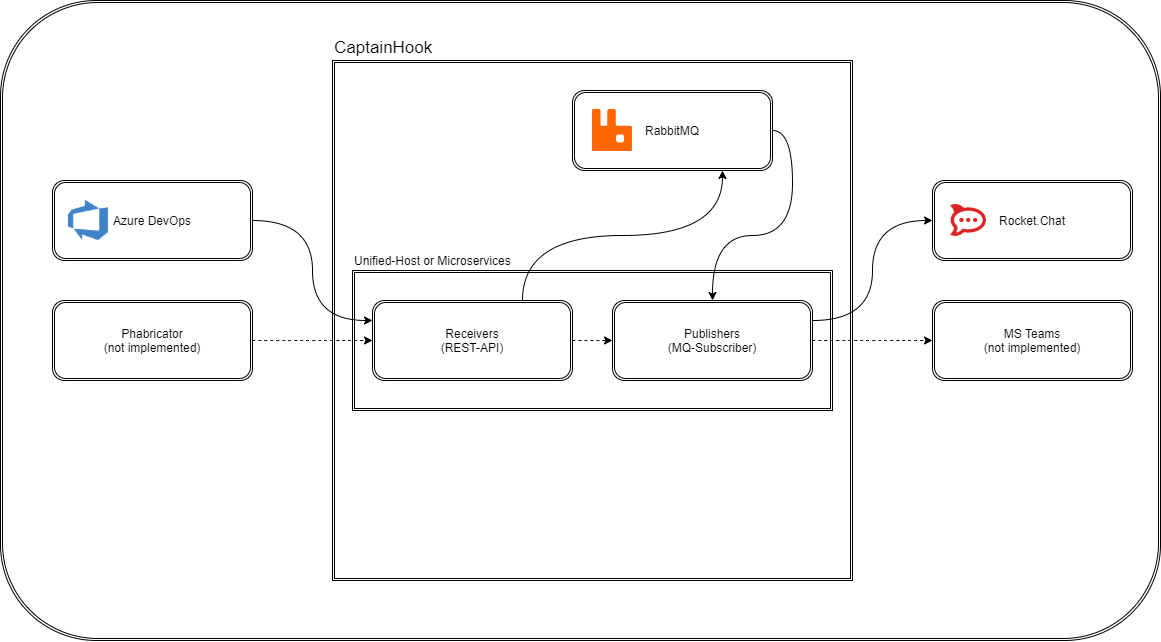 CaptainHook
RabbitMQ
Azure DevOps
Rocket.Chat
Unified-Host or Microservices
Phabricator
(not implemented)
Receivers
(REST-API)
Publishers
(MQ-Subscriber)
MS Teams
(not implemented)